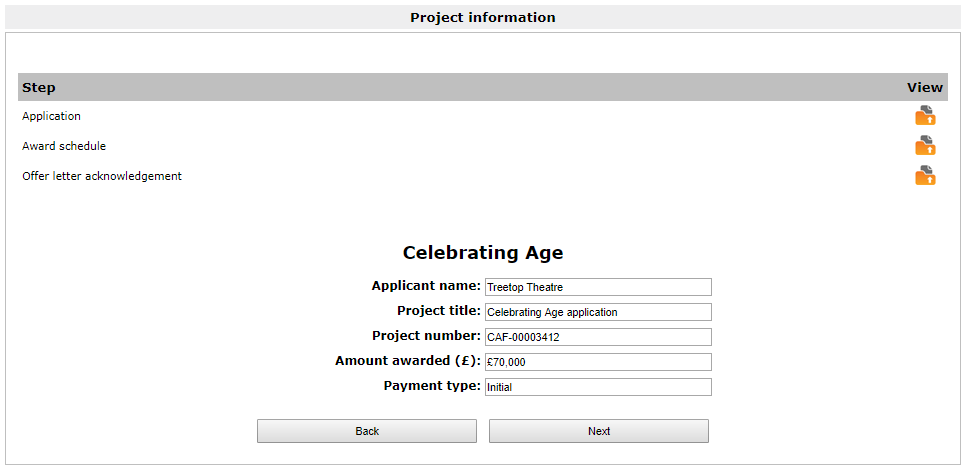 Project information
Step View
Application
Award schedule
Offer letter acknowledgement
Celebrating Age
Applicant name: Treetop Theatre
Project title: Celebrating Age application
Project number: CAF-00003412
Amount awarded (£): £70,000
Payment type: Initial
Back Next